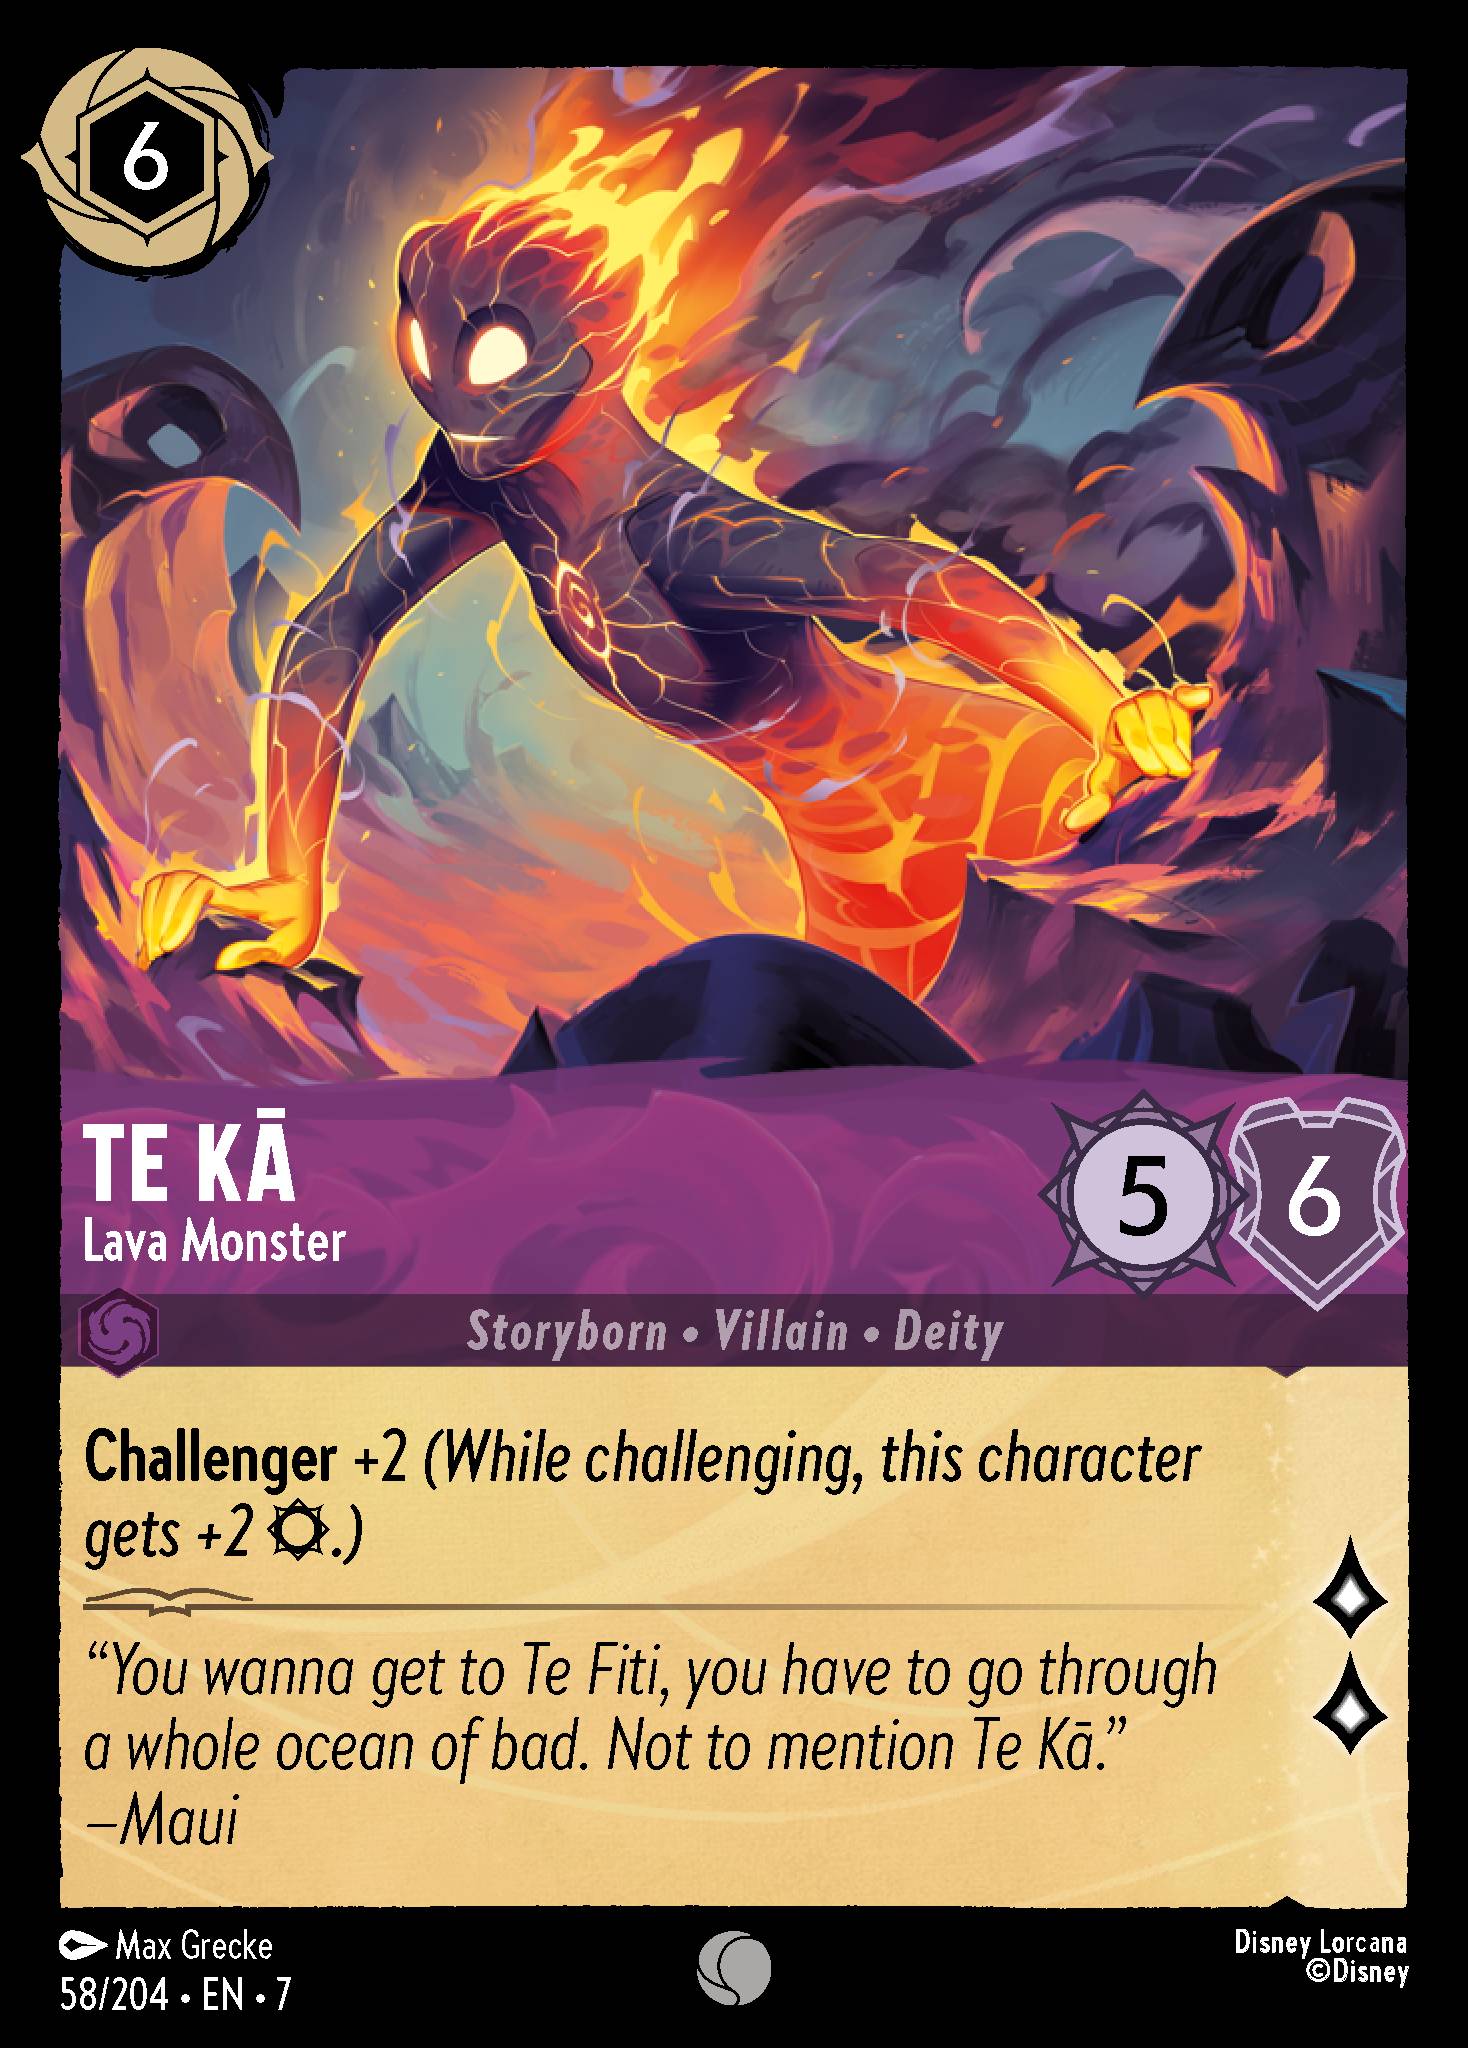 6
TE KĀ
Lava Monster
5
6
Storyborn • Villain • Deity
Challenger +2 (While challenging, this character
gets +2 .)
“You wanna get to Te Fiti, you have to go through
a whole ocean of bad. Not to mention Te Kā.”
–Maui
Max Grecke
58/204 • EN • 7
Disney Lorcana
©Disney